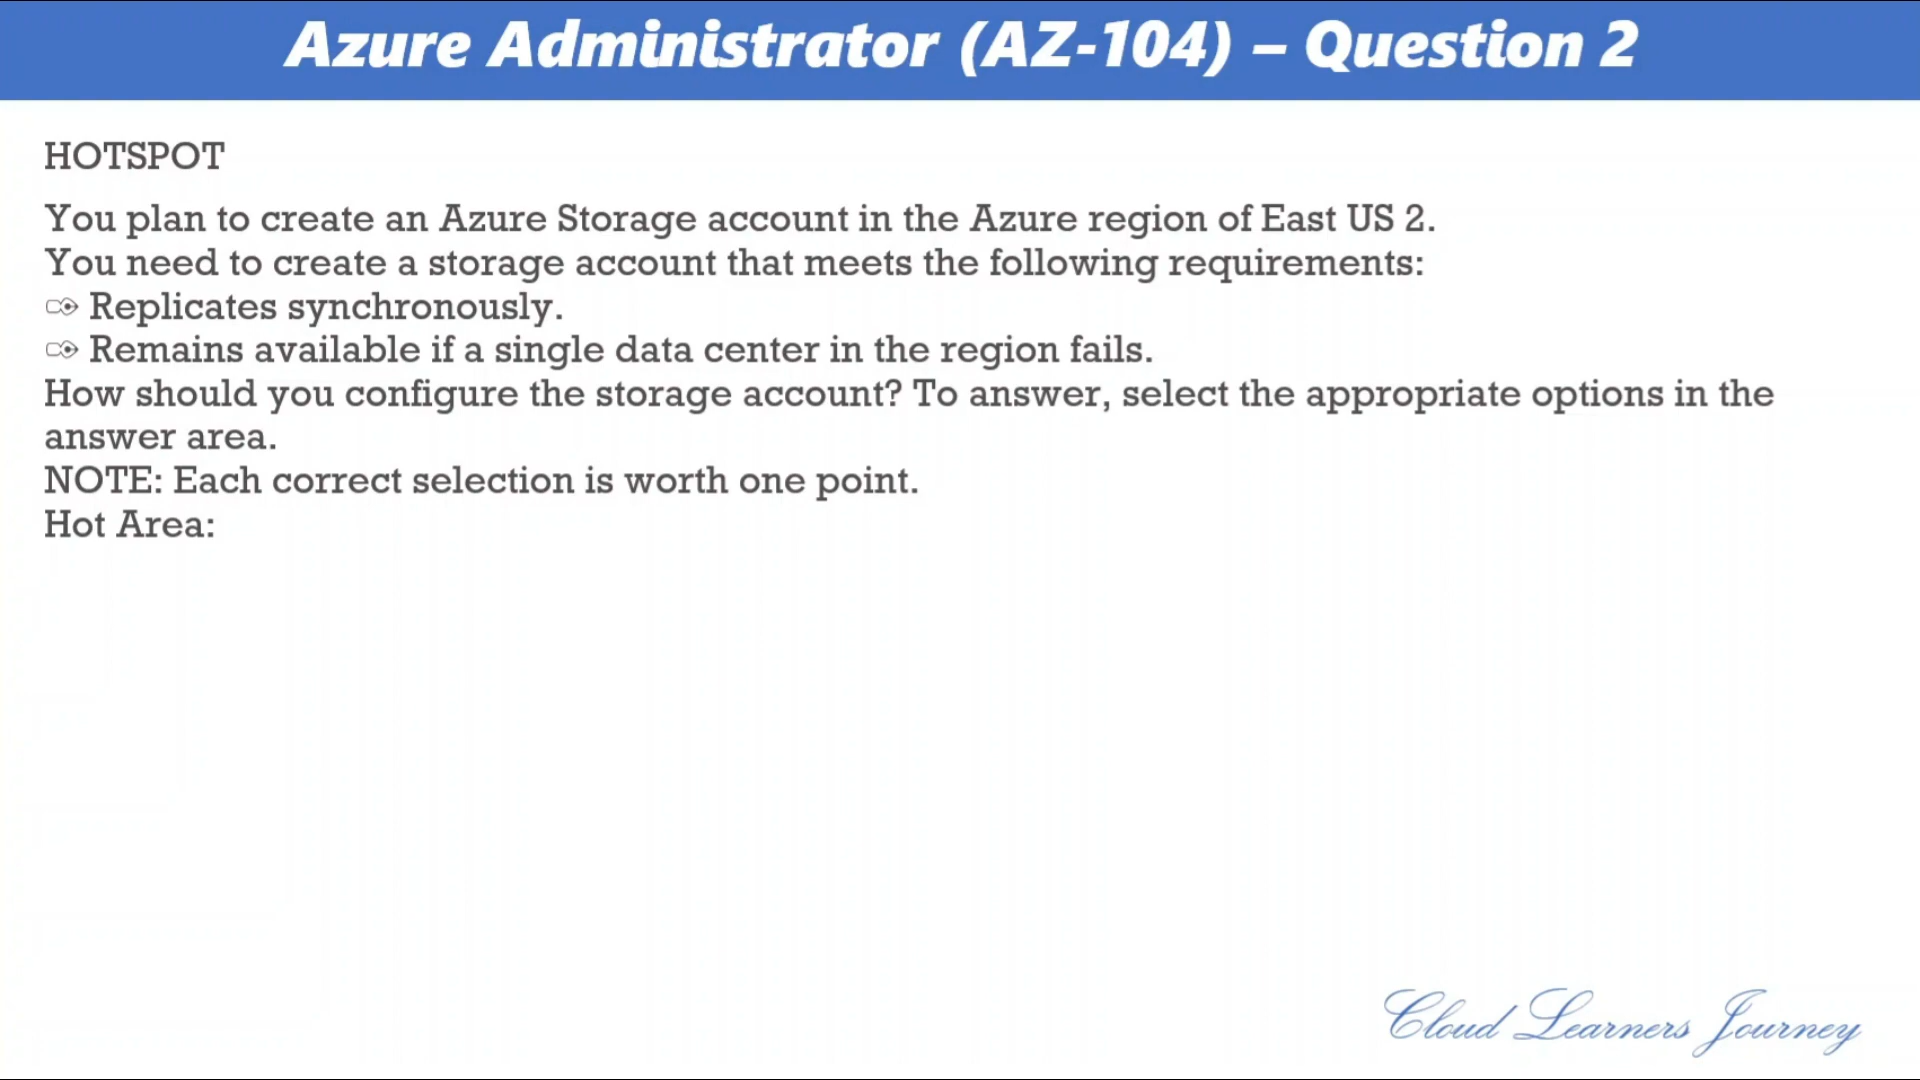 Azure Administrator (AZ-104) – Question 2
HOTSPOT
You plan to create an Azure Storage account in the Azure region of East US 2.
You need to create a storage account that meets the following requirements:
Replicates synchronously.
Remains available if a single data center in the region fails.
How should you configure the storage account? To answer, select the appropriate options in the
answer area.
NOTE: Each correct selection is worth one point.
Hot Area:
Cloud Learners Journey